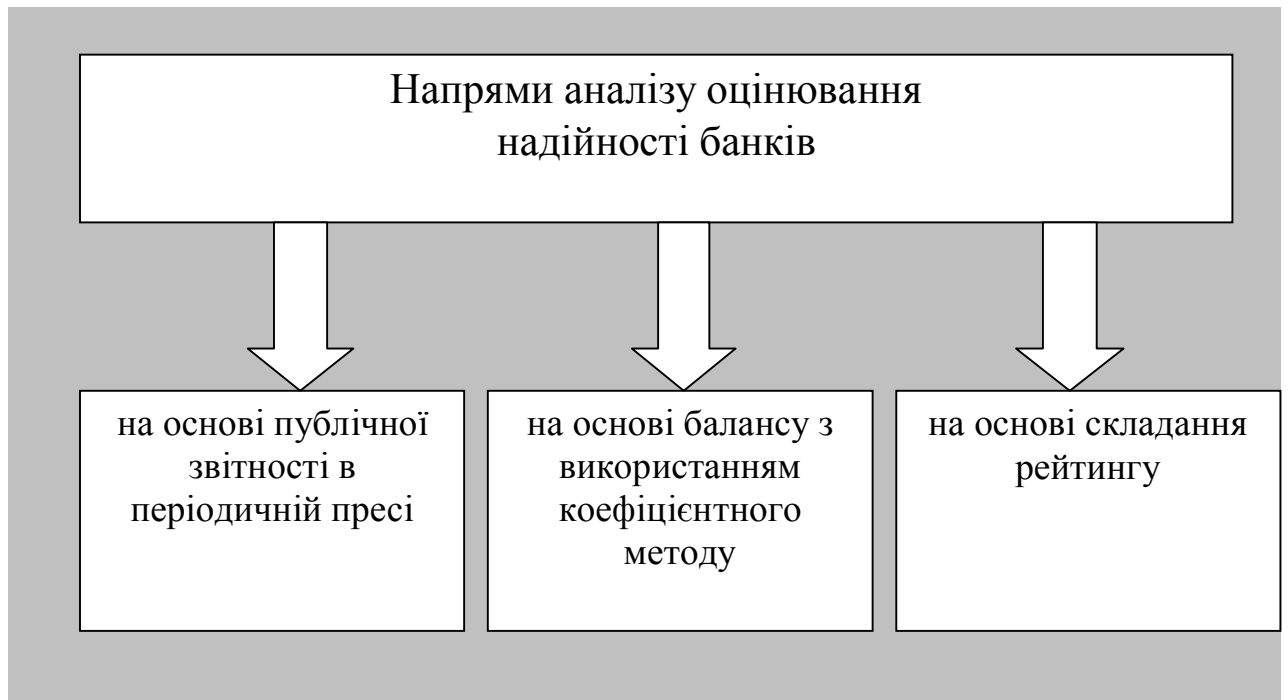 Напрями аналізу оцінювання
надійності банків
на основі публічної
звітності в
періодичній пресі
на основі балансу з
використанням
коефіцієнтного
методу
на основі складання
рейтингу